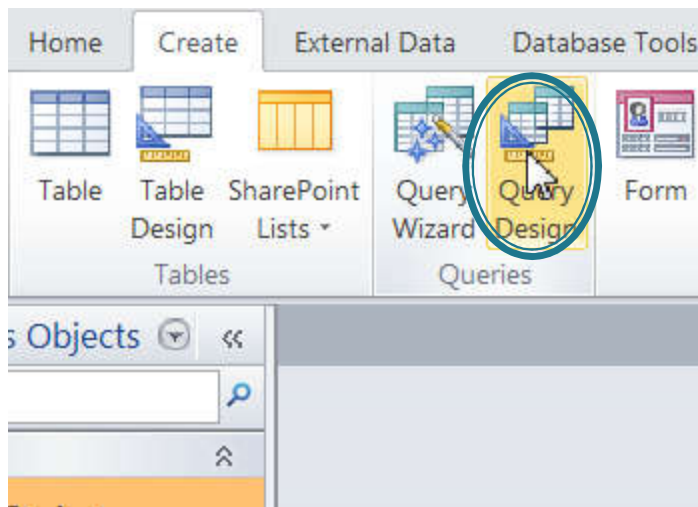 Home Create External Data Database Tools
Table Table Design SharePoint Lists Query Wizard Query Design Form
Tables Queries
Objects